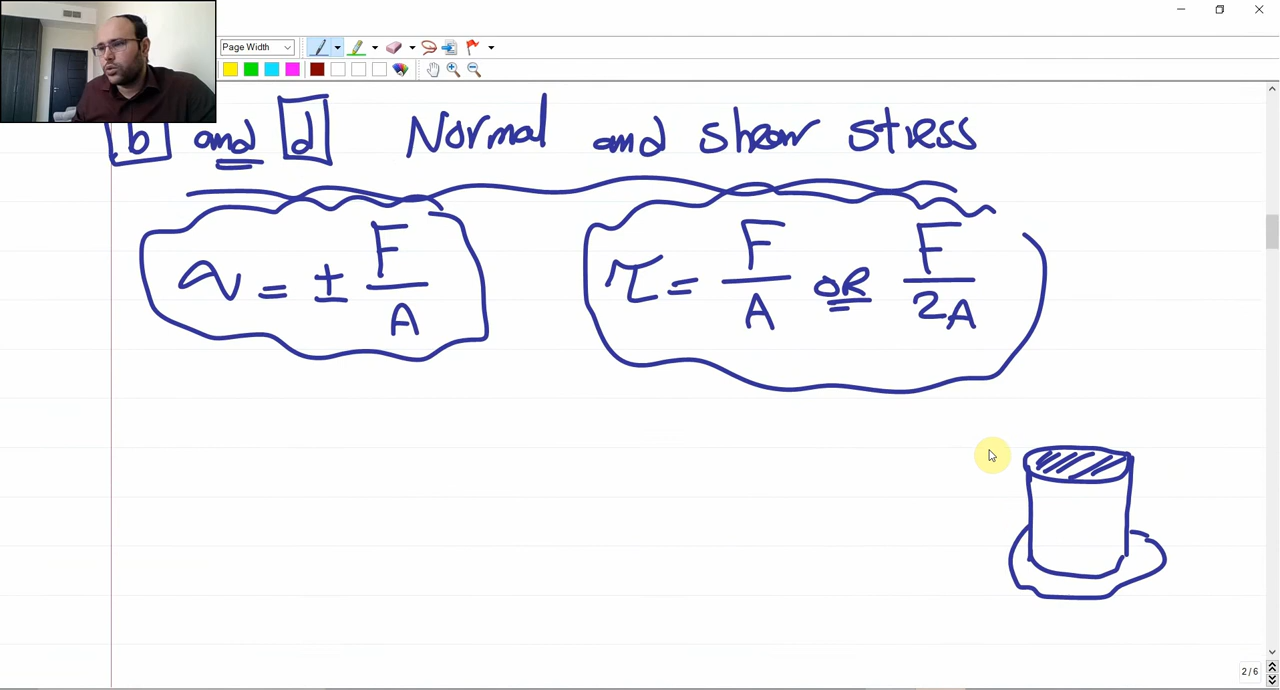 Page Width
b and d Normal and shear stress
σ = ± F/A
τ = F/A OR F/2A
2/6